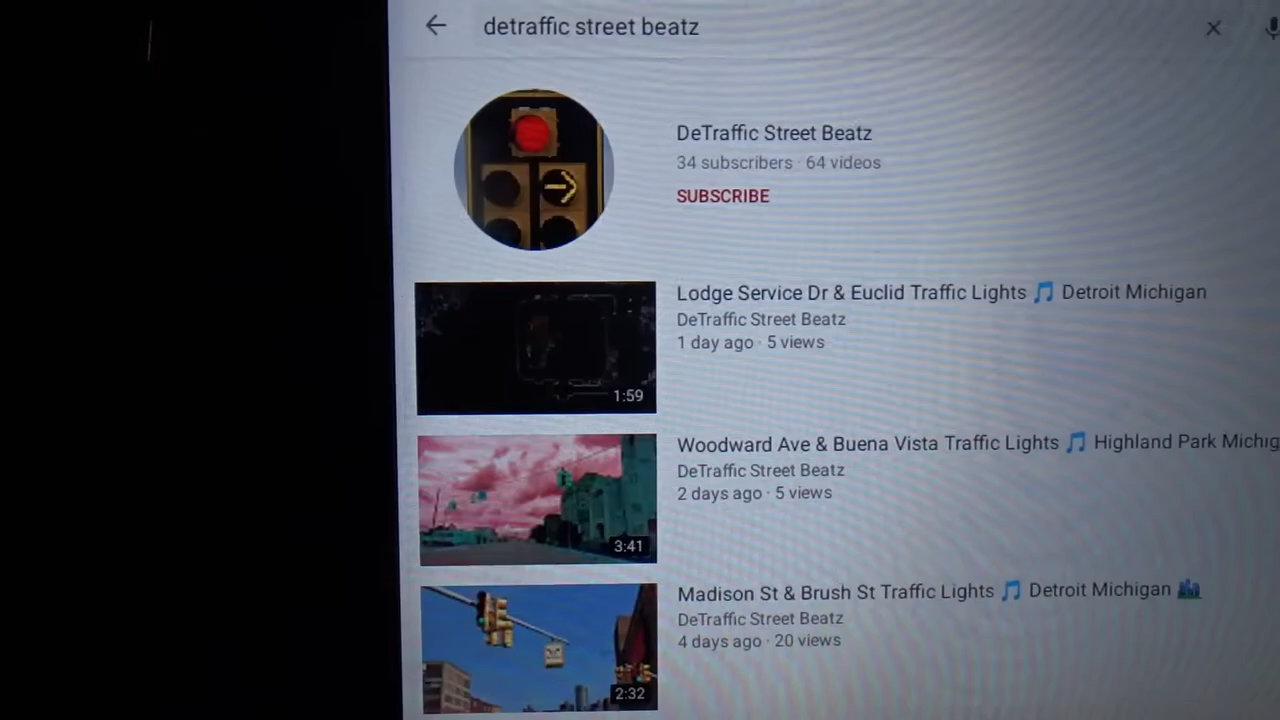 detraffic street beatz
DeTraffic Street Beatz
34 subscribers · 64 videos
SUBSCRIBE
Lodge Service Dr & Euclid Traffic Lights 🎵 Detroit Michigan
DeTraffic Street Beatz
1 day ago · 5 views
1:59
Woodward Ave & Buena Vista Traffic Lights 🎵 Highland Park Michig
DeTraffic Street Beatz
2 days ago · 5 views
3:41
Madison St & Brush St Traffic Lights 🎵 Detroit Michigan 🏙️
DeTraffic Street Beatz
4 days ago · 20 views
2:32